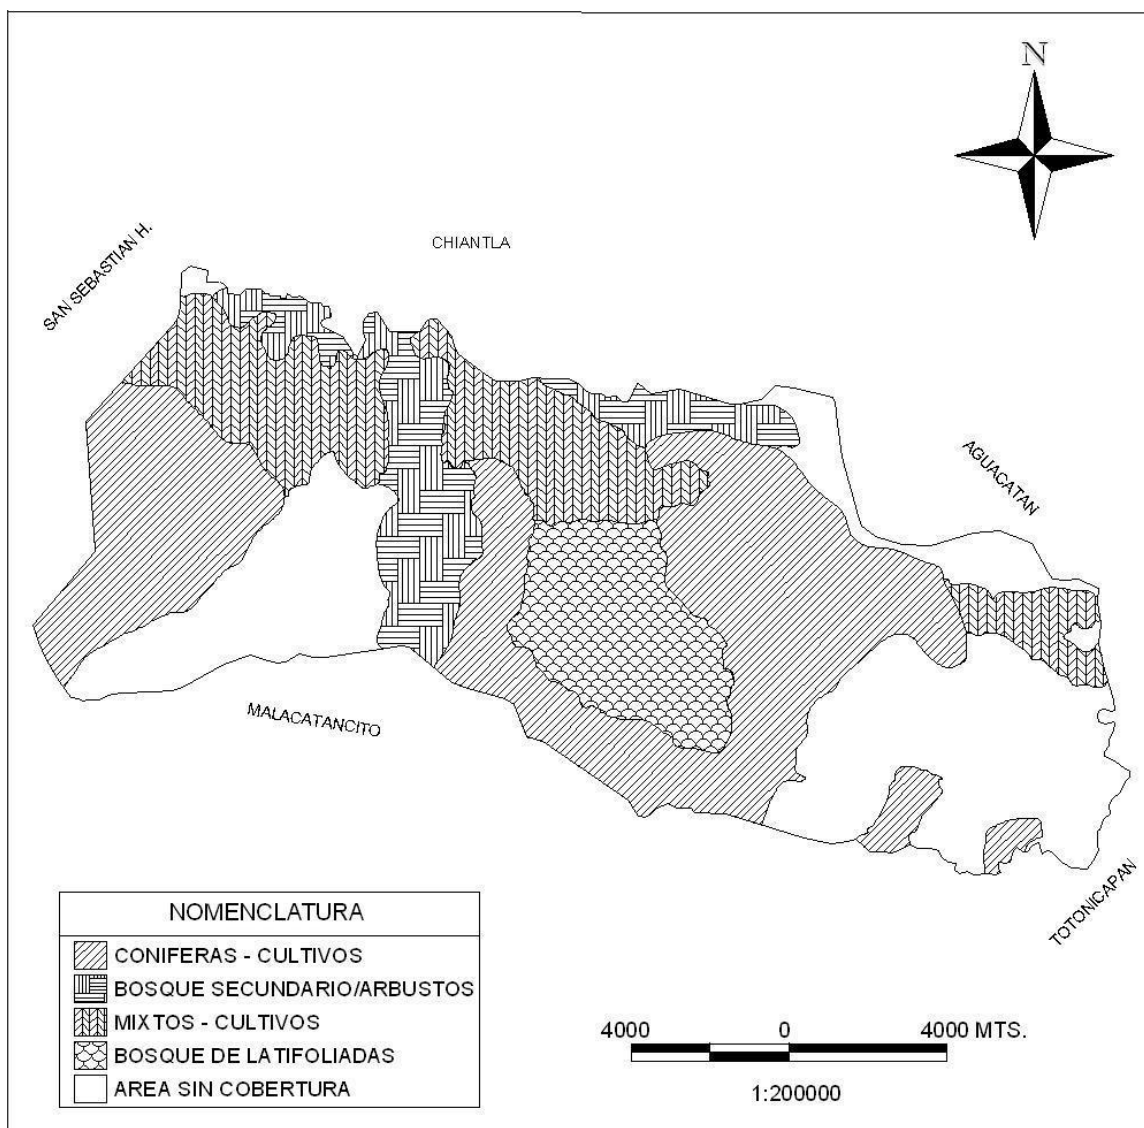 N
CHIANTLA
SAN SEBASTIAN H.
AGUACATAN
MALACATANCITO
TOTONICAPAN
NOMENCLATURA
CONIFERAS - CULTIVOS
BOSQUE SECUNDARIO/ARBUSTOS
MIXTOS - CULTIVOS
BOSQUE DE LATIFOLIADAS
AREA SIN COBERTURA
4000 0 4000 MTS.
1:200000